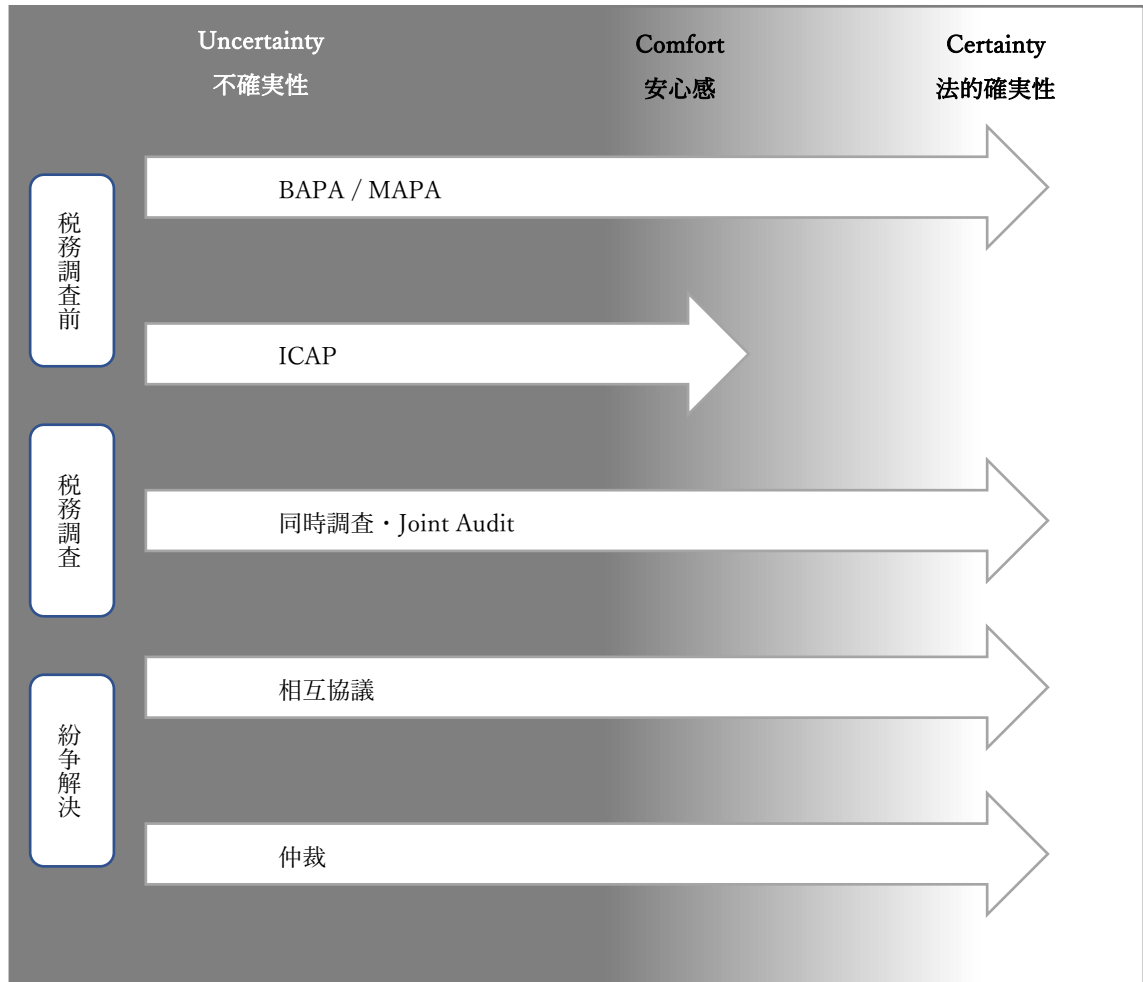 Uncertainty
不確実性
Comfort
安心感
Certainty
法的確実性
税務調査前
BAPA / MAPA
ICAP
税務調査
同時調査・Joint Audit
紛争解決
相互協議
仲裁